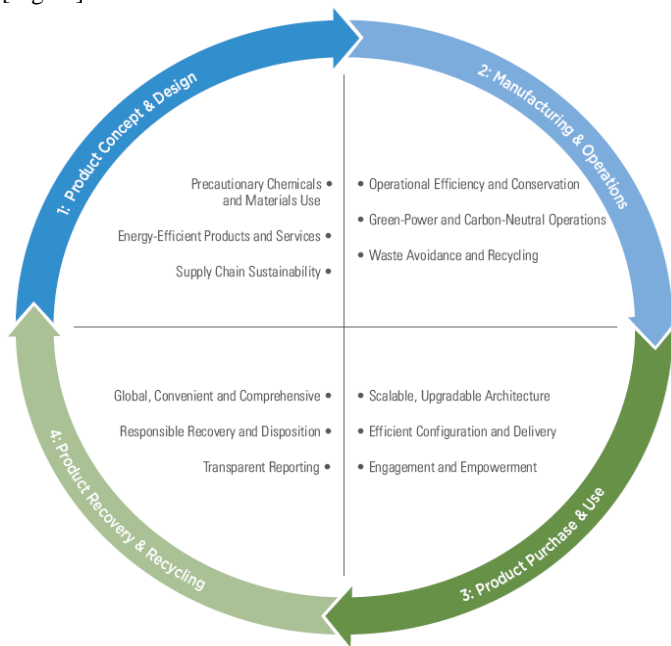 1: Product Concept & Design
Precautionary Chemicals •
and Materials Use
Energy-Efficient Products and Services •
Supply Chain Sustainability •
2: Manufacturing & Operations
• Operational Efficiency and Conservation
• Green-Power and Carbon-Neutral Operations
• Waste Avoidance and Recycling
3: Product Purchase & Use
• Scalable, Upgradable Architecture
• Efficient Configuration and Delivery
• Engagement and Empowerment
4: Product Recovery & Recycling
Global, Convenient and Comprehensive •
Responsible Recovery and Disposition •
Transparent Reporting •